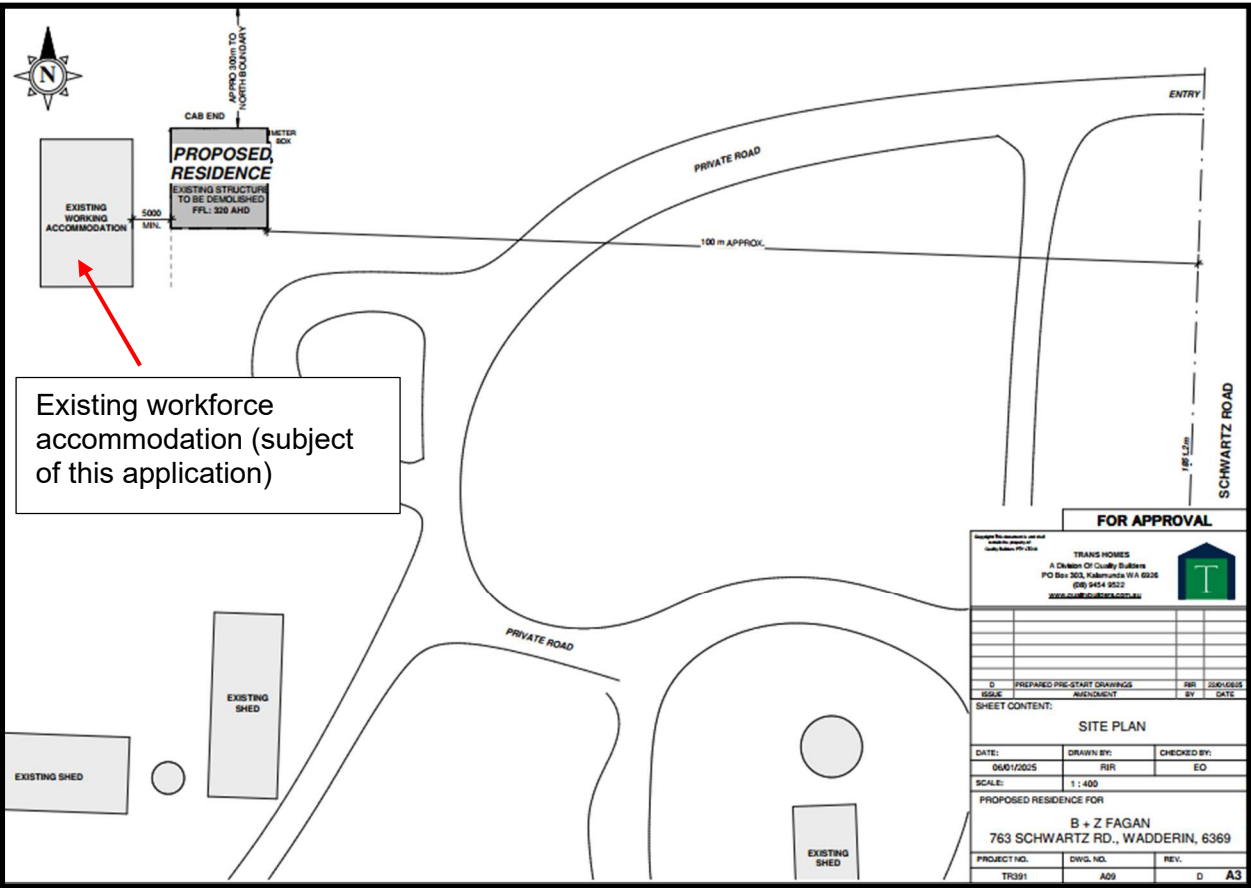 N
APPRO 300m TO
NORTH BOUNDARY
CAB END
METER
BOX
PROPOSED
RESIDENCE
EXISTING STRUCTURE
TO BE DEMOLISHED
FFL: 320 AHD
EXISTING
WORKING
ACCOMMODATION
5000
MIN.
ENTRY
PRIVATE ROAD
100 m APPROX.
Existing workforce
accommodation (subject
of this application)
SCHWARTZ ROAD
PRIVATE ROAD
EXISTING
SHED
EXISTING SHED
EXISTING
SHED
FOR APPROVAL
TRANS HOMES
A Division Of Quality Builders
PO Box 303, Kalamunda WA 6926
(08) 9454 9522
www.qualitybuilders.com.au
T
D PREPARED PRE-START DRAWINGS RIR
ISSUE AMENDMENT BY DATE
SHEET CONTENT:
SITE PLAN
DATE: DRAWN BY: CHECKED BY:
06/01/2025 RIR EO
SCALE: 1 : 400
PROPOSED RESIDENCE FOR
B + Z FAGAN
763 SCHWARTZ RD., WADDERIN, 6369
PROJECT NO. DWG. NO. REV.
TR391 A09 D A3